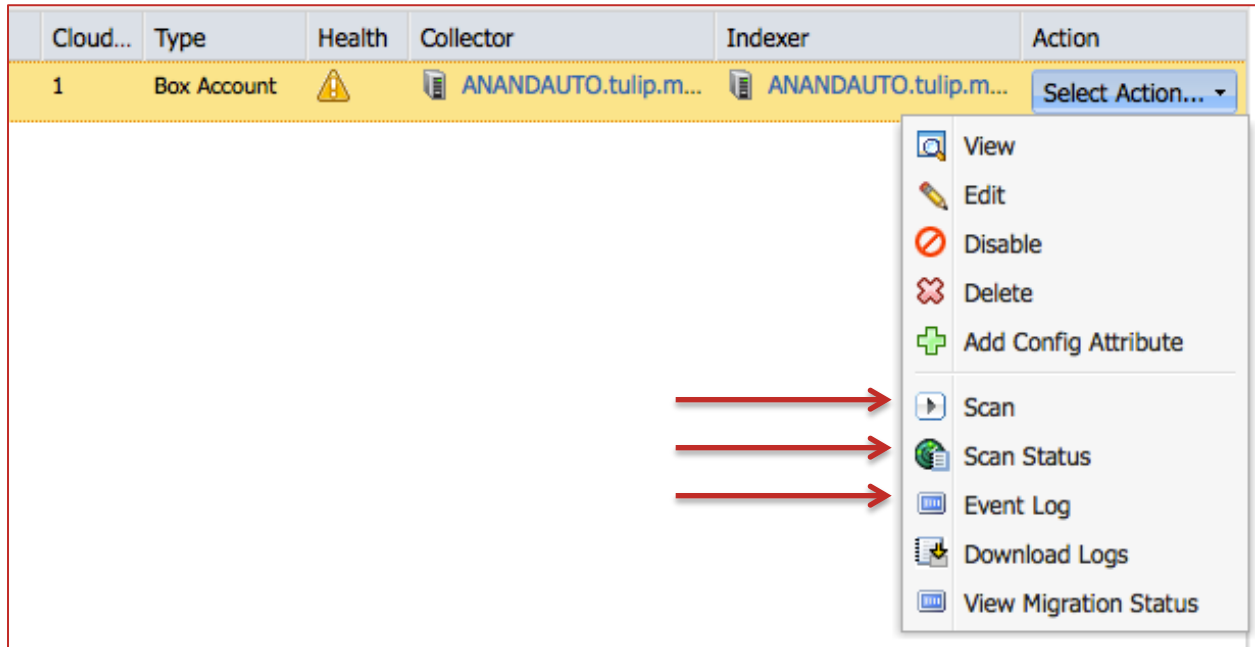 Cloud... Type Health Collector Indexer Action
1 Box Account ANANDAUTO.tulip.m... ANANDAUTO.tulip.m... Select Action...
View
Edit
Disable
Delete
Add Config Attribute
Scan
Scan Status
Event Log
Download Logs
View Migration Status